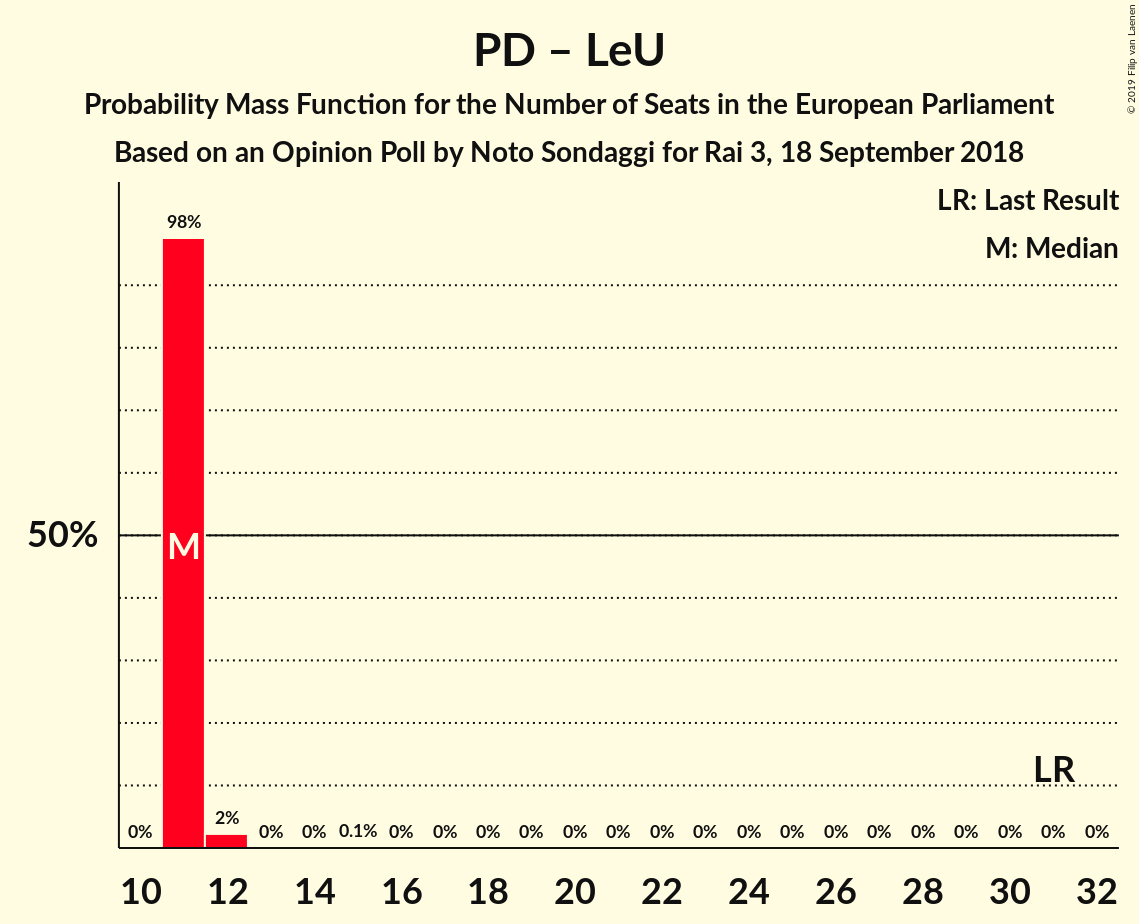 PD – LeU
Probability Mass Function for the Number of Seats in the European Parliament
Based on an Opinion Poll by Noto Sondaggi for Rai 3, 18 September 2018
© 2019 Filip van Laenen
LR: Last Result
M: Median
98%
50%
M
LR
0% 2% 0% 0% 0.1% 0% 0% 0% 0% 0% 0% 0% 0% 0% 0% 0% 0% 0% 0% 0% 0% 0%
10 12 14 16 18 20 22 24 26 28 30 32